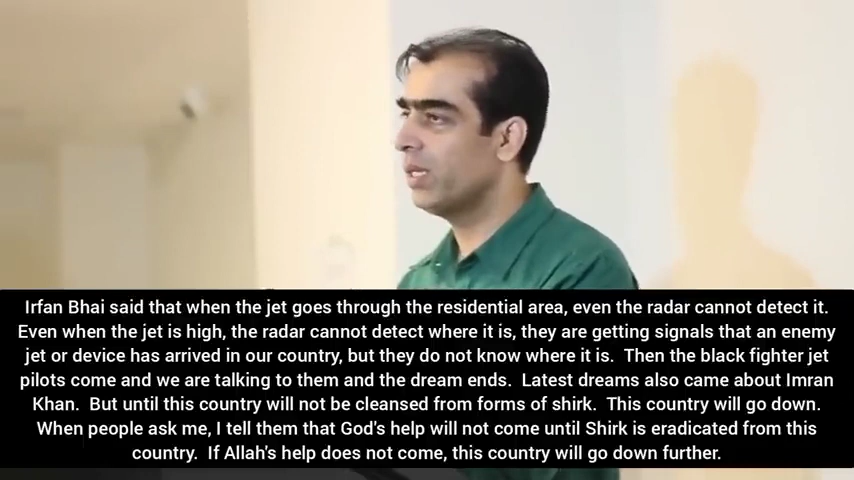 Irfan Bhai said that when the jet goes through the residential area, even the radar cannot detect it.
Even when the jet is high, the radar cannot detect where it is, they are getting signals that an enemy
jet or device has arrived in our country, but they do not know where it is. Then the black fighter jet
pilots come and we are talking to them and the dream ends. Latest dreams also came about Imran
Khan. But until this country will not be cleansed from forms of shirk. This country will go down.
When people ask me, I tell them that God's help will not come until Shirk is eradicated from this
country. If Allah's help does not come, this country will go down further.